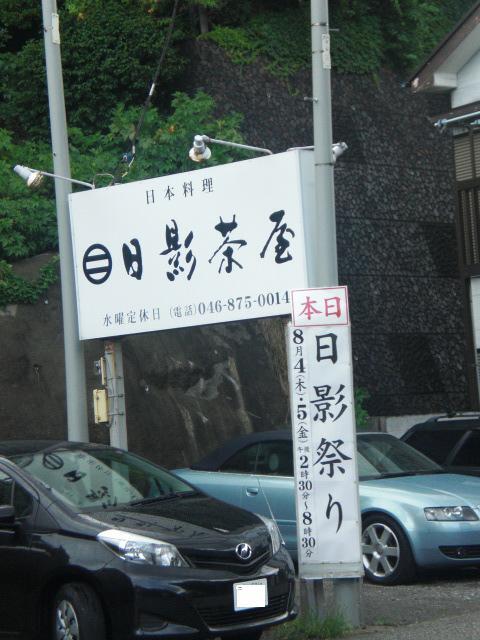 日本料理
日影茶屋
水曜定休日 (電話)046-875-0014
本日
日影祭り
8月4(木)・5(金)午後2時30分～8時30分